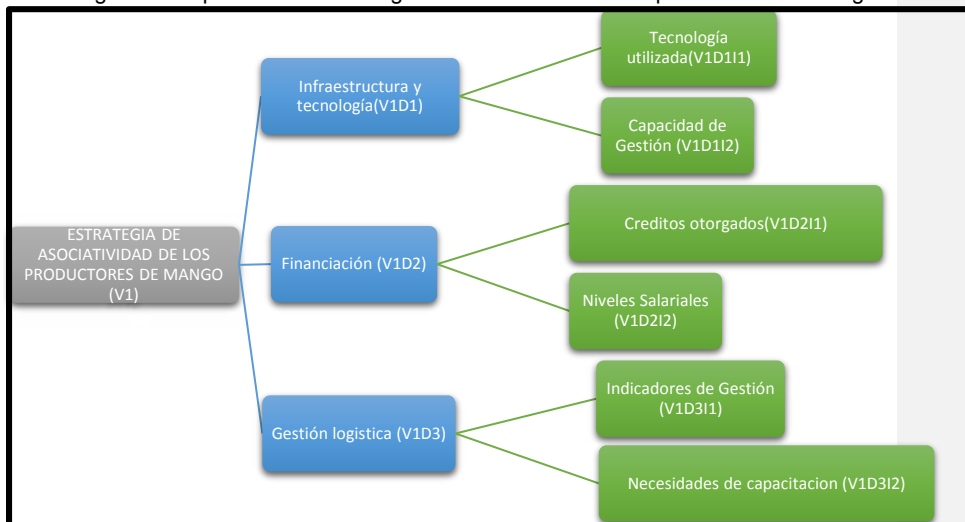 Tecnología
utilizada(V1D1I1)
Infraestructura y
tecnología(V1D1)
Capacidad de
Gestión (V1D1I2)
ESTRATEGIA DE
ASOCIATIVIDAD DE LOS
PRODUCTORES DE MANGO
(V1)
Financiación (V1D2)
Creditos otorgados(V1D2I1)
Niveles Salariales
(V1D2I2)
Gestión logistica (V1D3)
Indicadores de Gestión
(V1D3I1)
Necesidades de capacitacion (V1D3I2)